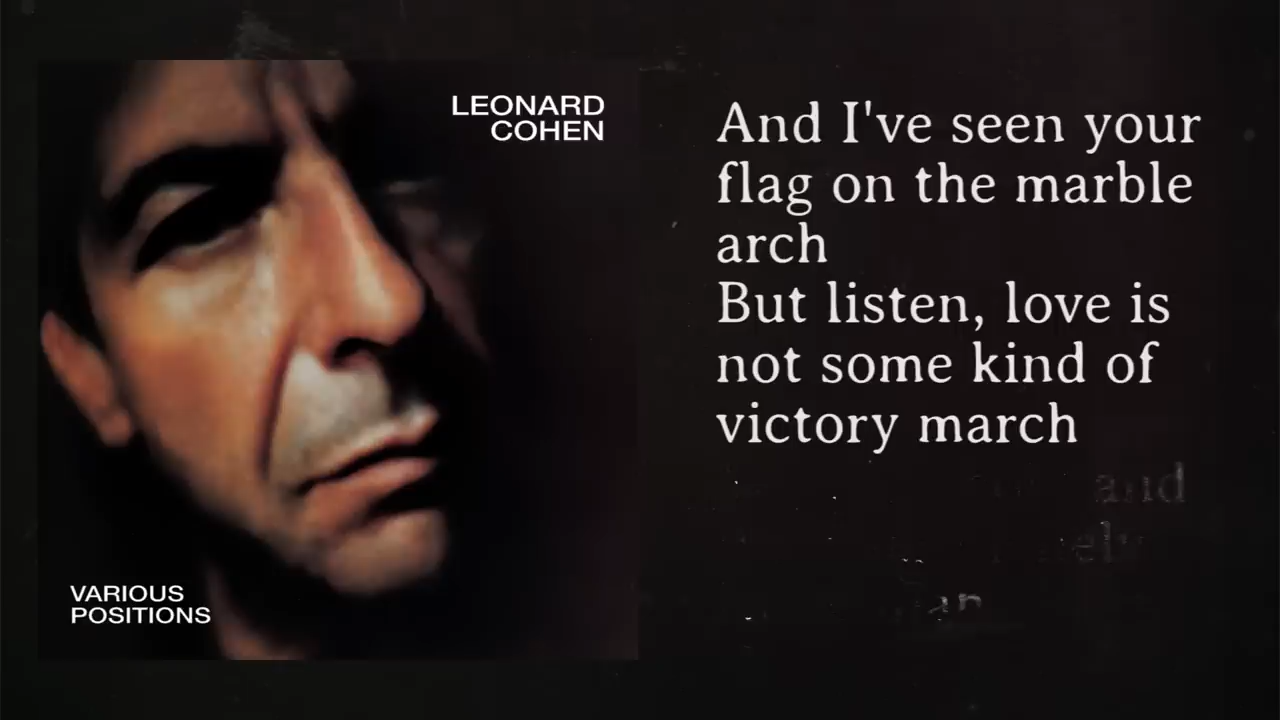 LEONARD
COHEN
VARIOUS
POSITIONS
And I've seen your
flag on the marble
arch
But listen, love is
not some kind of
victory march
and